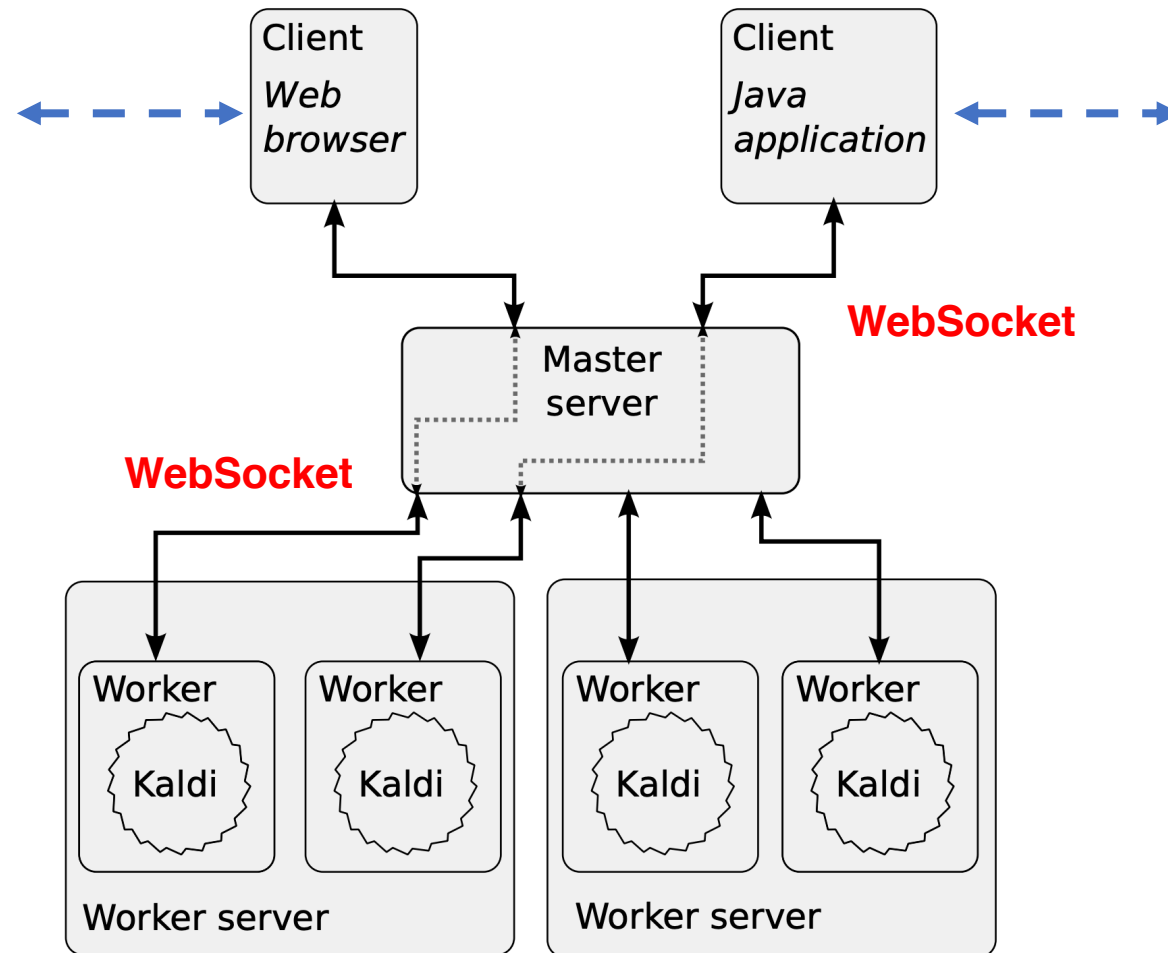 Client
Web
browser
Client
Java
application
WebSocket
Master
server
WebSocket
Worker
Kaldi
Worker
Kaldi
Worker
Kaldi
Worker
Kaldi
Worker server
Worker server